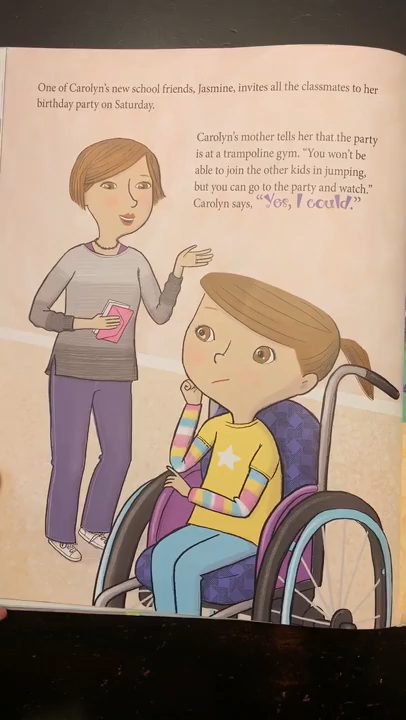 One of Carolyn's new school friends, Jasmine, invites all the classmates to her
birthday party on Saturday.
Carolyn's mother tells her that the party
is at a trampoline gym. "You won't be
able to join the other kids in jumping,
but you can go to the party and watch."
Carolyn says, "Yes, I could."